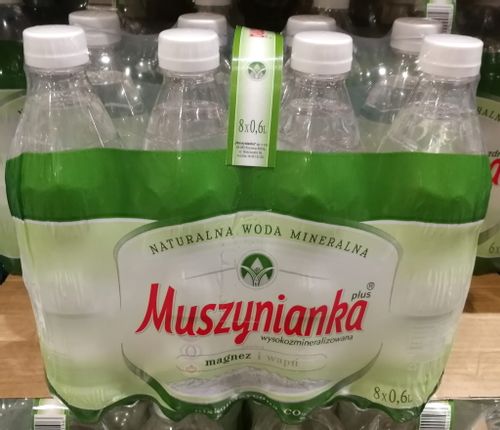 8x0,6L
NATURALNA WODA MINERALNA
Muszynianka®
plus
wysokozmineralizowana
magnez i wapń
8x0,6L